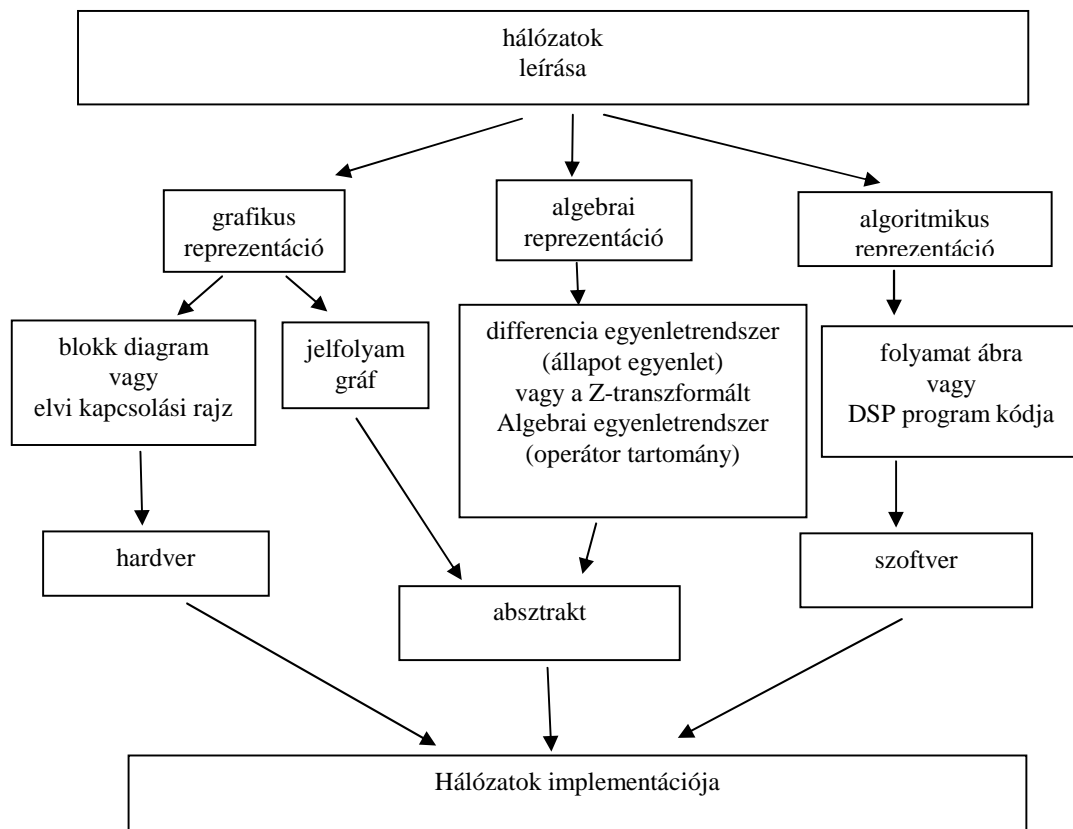 hálózatok
leírása
grafikus
reprezentáció
algebrai
reprezentáció
algoritmikus
reprezentáció
blokk diagram
vagy
elvi kapcsolási rajz
jelfolyam
gráf
differencia egyenletrendszer
(állapot egyenlet)
vagy a Z-transzformált
Algebrai egyenletrendszer
(operátor tartomány)
folyamat ábra
vagy
DSP program kódja
hardver
absztrakt
szoftver
Hálózatok implementációja